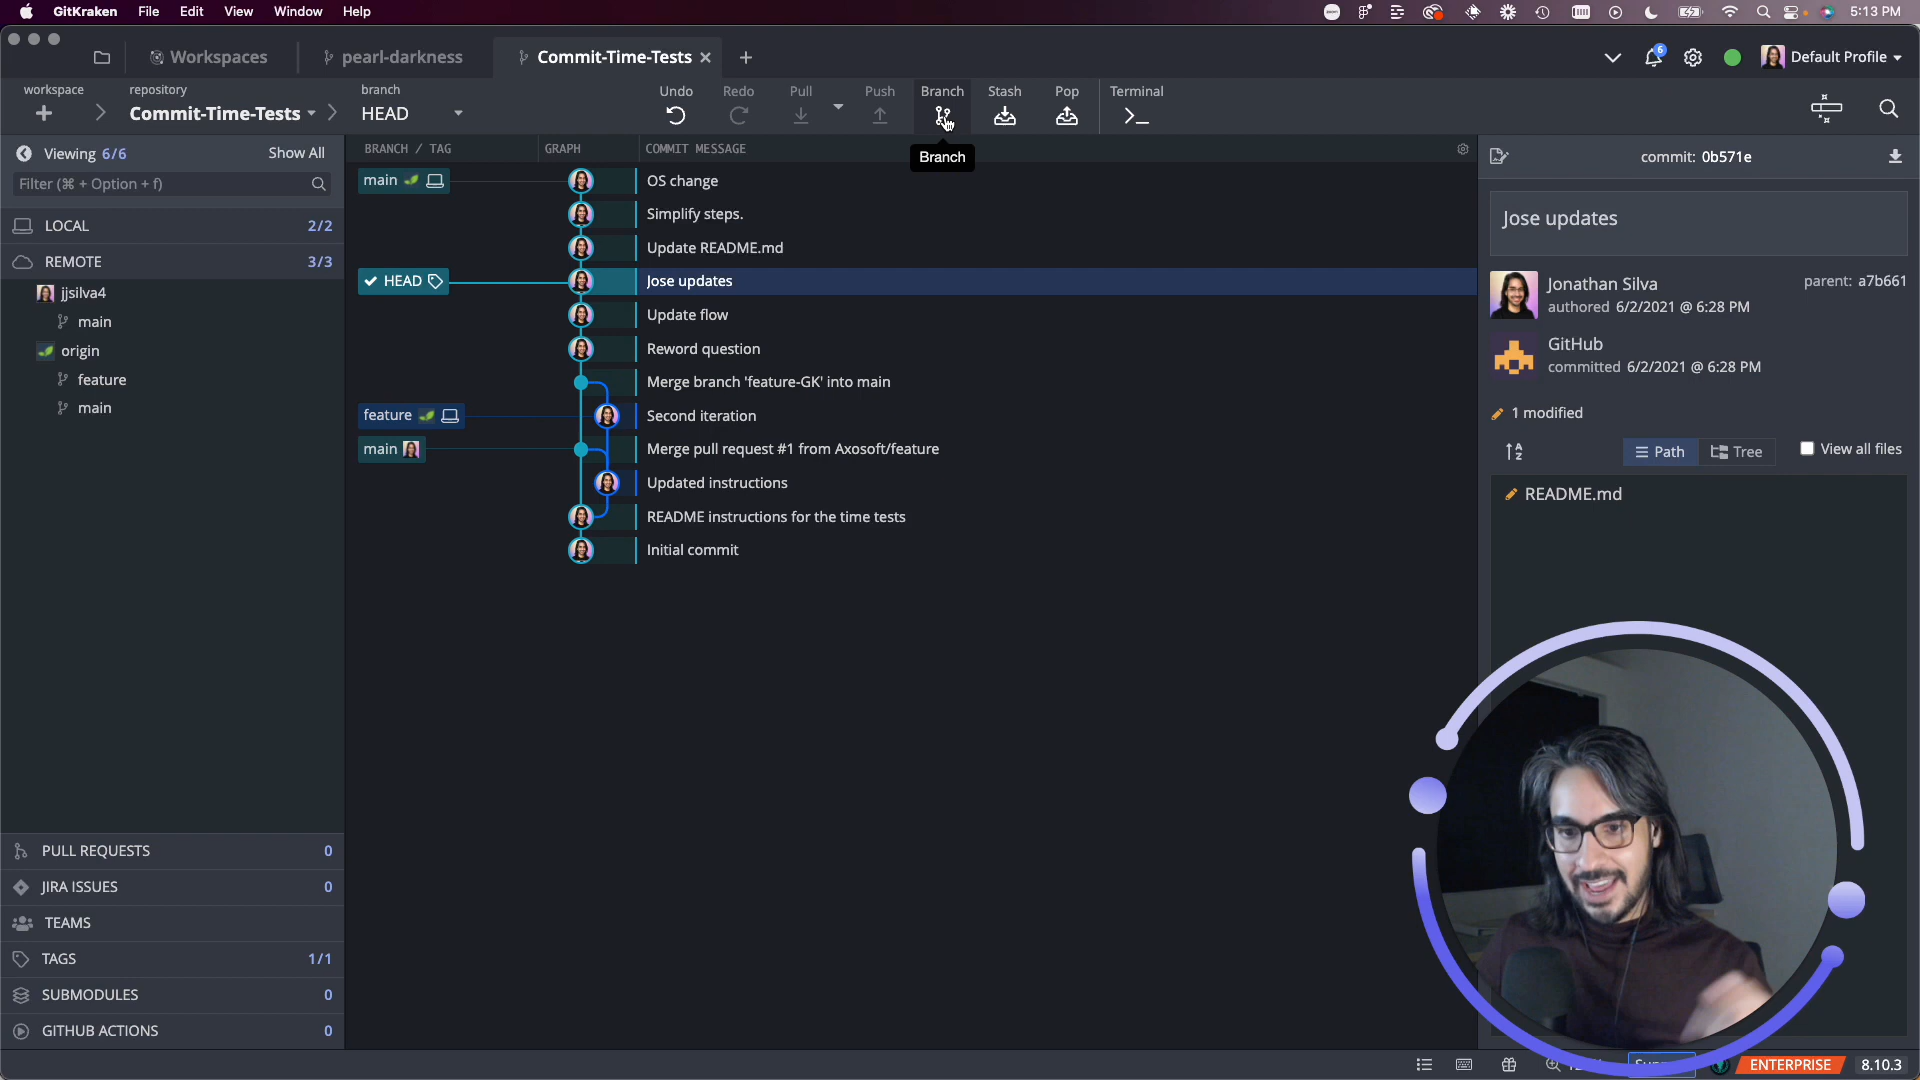 GitKraken File Edit View Window Help
5:13 PM
Workspaces
pearl-darkness
Commit-Time-Tests
6
Default Profile
workspace
repository
Commit-Time-Tests
branch
HEAD
Undo
Redo
Pull
Push
Branch
Stash
Pop
Terminal
Branch
Viewing 6/6
Show All
Filter (⌘ + Option + f)
LOCAL 2/2
REMOTE 3/3
jjsilva4
main
origin
feature
main
PULL REQUESTS 0
JIRA ISSUES 0
TEAMS
TAGS 1/1
SUBMODULES 0
GITHUB ACTIONS 0
BRANCH / TAG GRAPH COMMIT MESSAGE
main OS change
Simplify steps.
Update README.md
HEAD Jose updates
Update flow
Reword question
Merge branch 'feature-GK' into main
feature Second iteration
main Merge pull request #1 from Axosoft/feature
Updated instructions
README instructions for the time tests
Initial commit
commit: 0b571e
Jose updates
Jonathan Silva
authored 6/2/2021 @ 6:28 PM
parent: a7b661
GitHub
committed 6/2/2021 @ 6:28 PM
1 modified
Path
Tree
View all files
README.md
ENTERPRISE
8.10.3